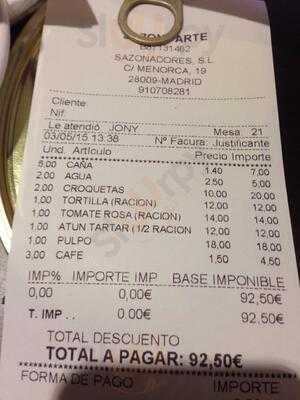 ARTE
SAZONADORES, S.L
C/ MENORCA, 19
28009-MADRID
910708281
Cliente
Nif:
Le atendió JONY Mesa: 21
03/05/15 13:38 Nº Facura: Justificante
Und. Artículo Precio Importe
5,00 CAÑA 1.40 7,00
2,00 AGUA 2.50 5,00
2,00 CROQUETAS 10,00 20,00
1,00 TORTILLA (RACION) 12,00 12,00
1,00 TOMATE ROSA (RACION) 14,00 14,00
1,00 ATUN TARTAR (1/2 RACION 12,00 12,00
1,00 PULPO 18,00 18,00
3,00 CAFE 1,50 4,50
IMP% IMPORTE IMP BASE IMPONIBLE
0,00 0,00€ 92,50€
T. IMP . . 0.00€ 92,50€
TOTAL DESCUENTO
TOTAL A PAGAR: 92,50€
FORMA DE PAGO IMPORTE